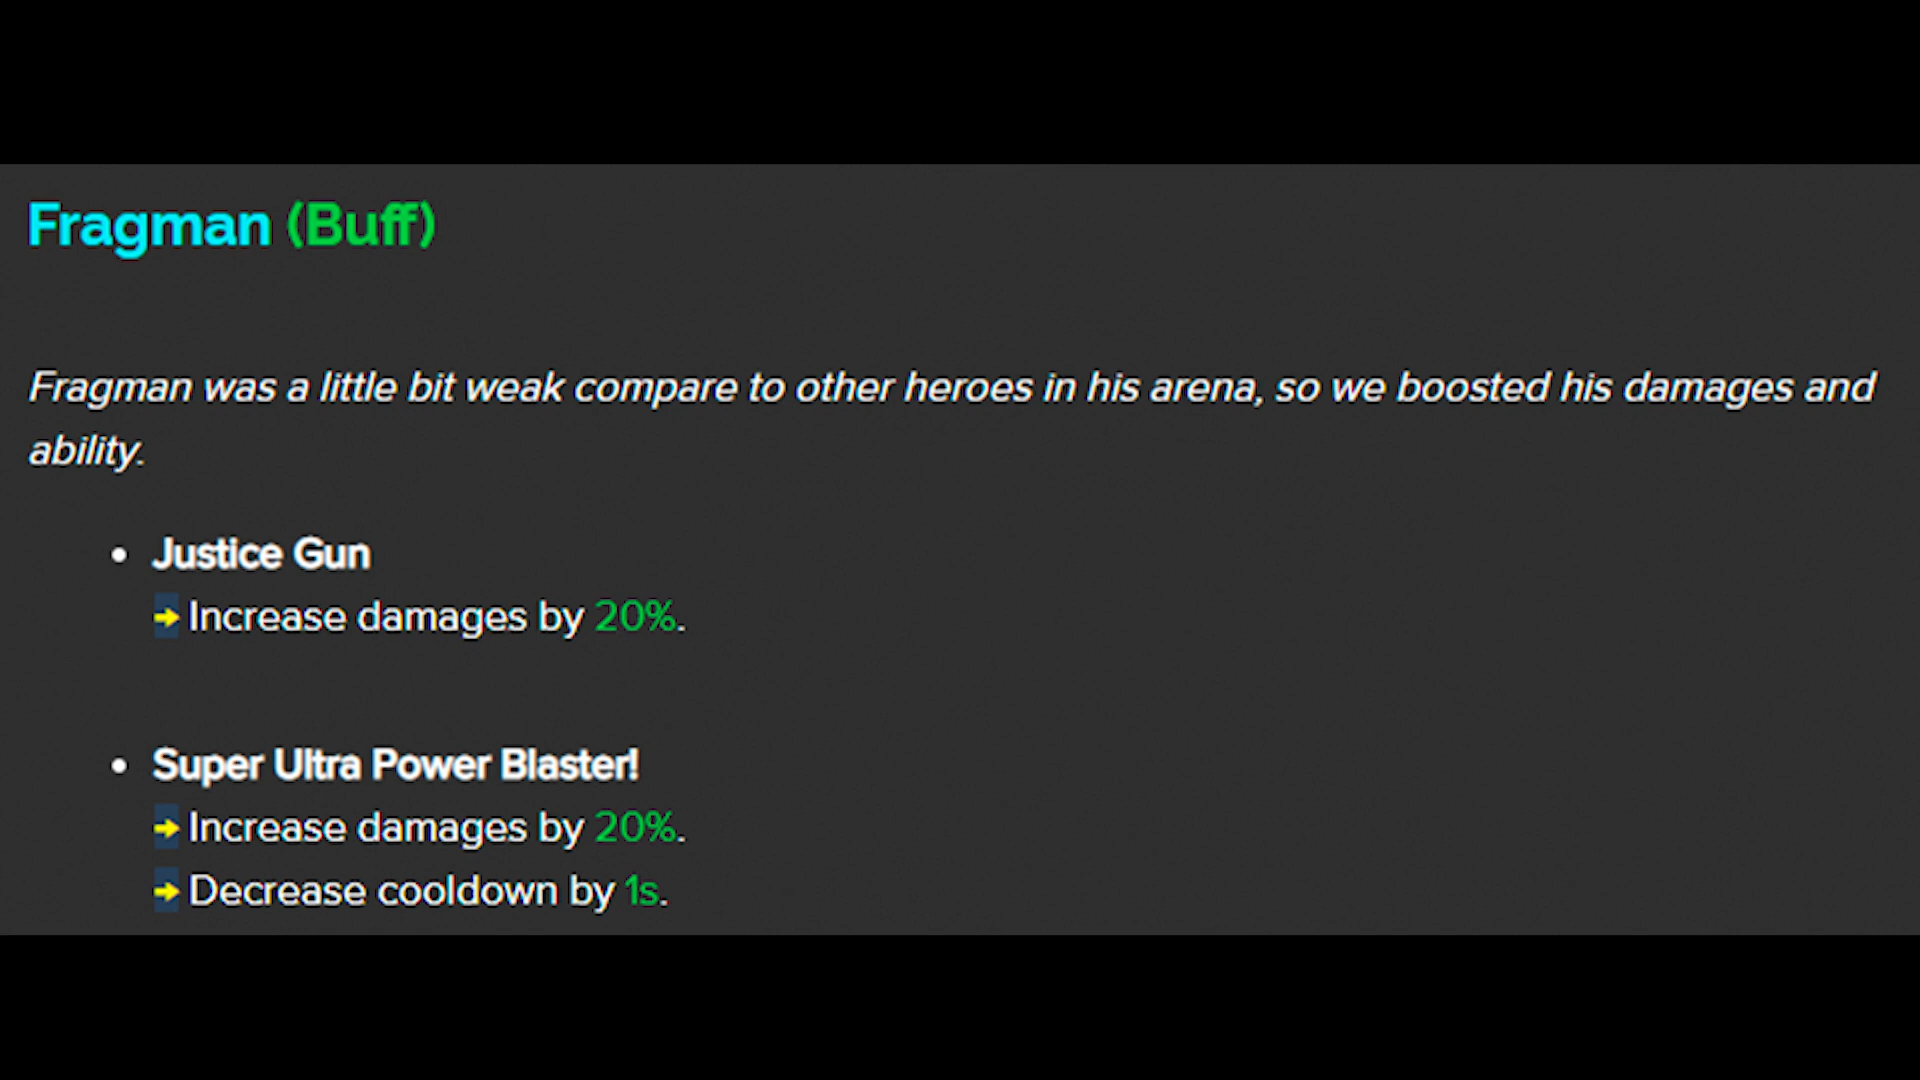 Fragman (Buff)
Fragman was a little bit weak compare to other heroes in his arena, so we boosted his damages and
ability.
• Justice Gun
➔ Increase damages by 20%.
• Super Ultra Power Blaster!
➔ Increase damages by 20%.
➔ Decrease cooldown by 1s.